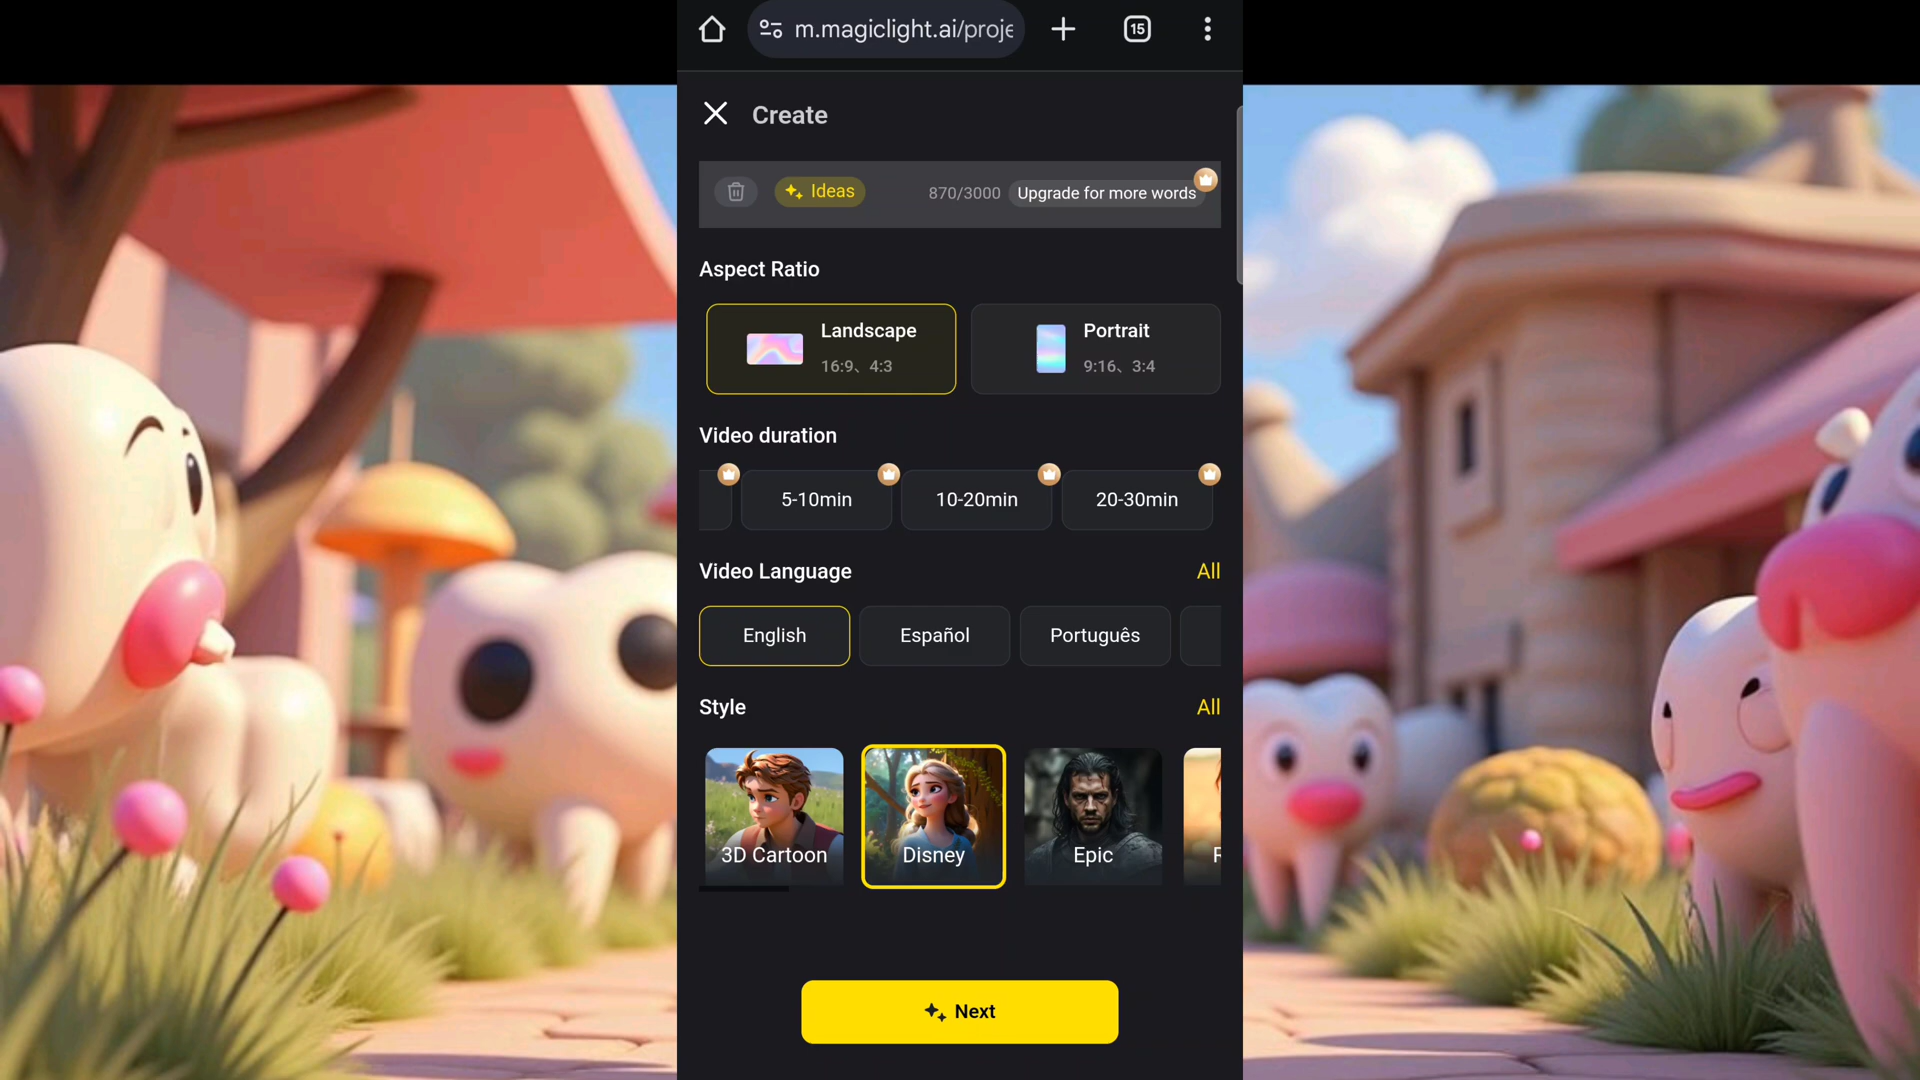 m.magiclight.ai/proje
15
Create
Ideas
870/3000
Upgrade for more words
Aspect Ratio
Landscape
16:9、4:3
Portrait
9:16、3:4
Video duration
5-10min
10-20min
20-30min
Video Language
All
English
Español
Português
Style
All
3D Cartoon
Disney
Epic
Next